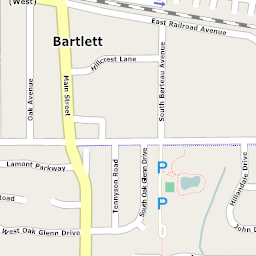 (West)
East Railroad Avenue
Bartlett
Hillcrest Lane
Oak Avenue
Main Street
South Berteau Avenue
Lamont Parkway
Tennyson Road
South Oak Glenn Drive
P
Hillandale Drive
P
Road
West Oak Glenn Drive
John D